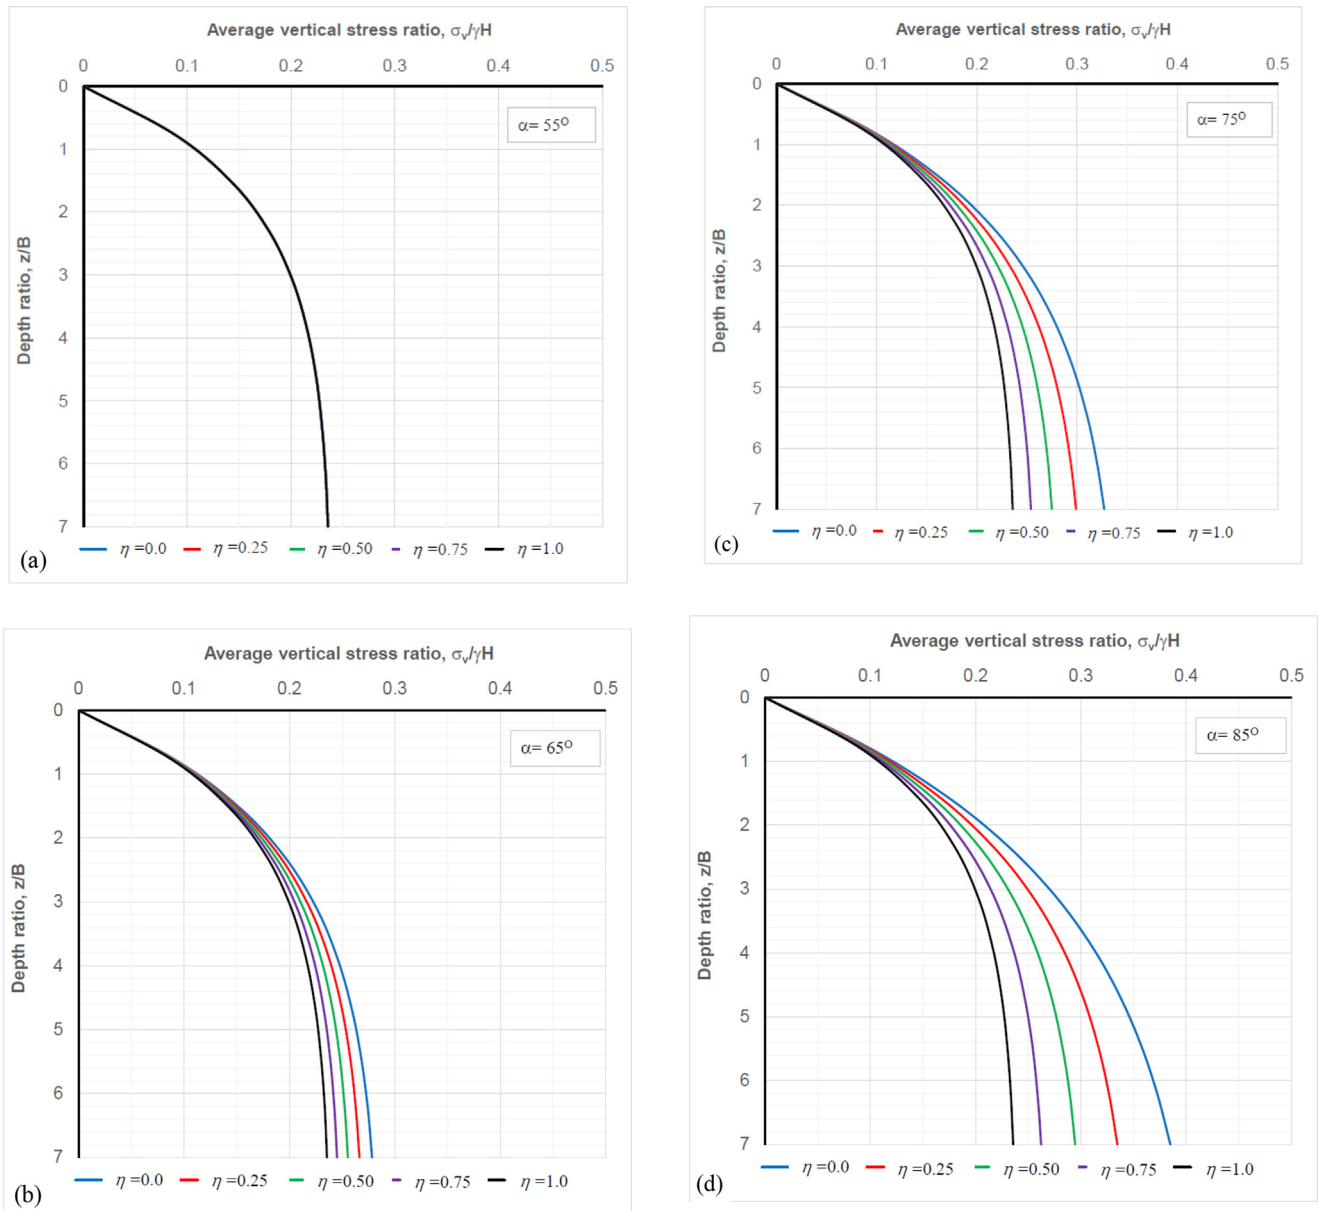 Average vertical stress ratio, σᵥ/γH
0 0.1 0.2 0.3 0.4 0.5
0
1
2
3
4
5
6
7
Depth ratio, z/B
α= 55ᴼ
η =0.0 η =0.25 η =0.50 η =0.75 η =1.0
(a)
Average vertical stress ratio, σᵥ/γH
0 0.1 0.2 0.3 0.4 0.5
0
1
2
3
4
5
6
7
Depth ratio, z/B
α= 75ᴼ
η =0.0 η =0.25 η =0.50 η =0.75 η =1.0
(c)
Average vertical stress ratio, σᵥ/γH
0 0.1 0.2 0.3 0.4 0.5
0
1
2
3
4
5
6
7
Depth ratio, z/B
α= 65ᴼ
η =0.0 η =0.25 η =0.50 η =0.75 η =1.0
(b)
Average vertical stress ratio, σᵥ/γH
0 0.1 0.2 0.3 0.4 0.5
0
1
2
3
4
5
6
7
Depth ratio, z/B
α= 85ᴼ
η =0.0 η =0.25 η =0.50 η =0.75 η =1.0
(d)